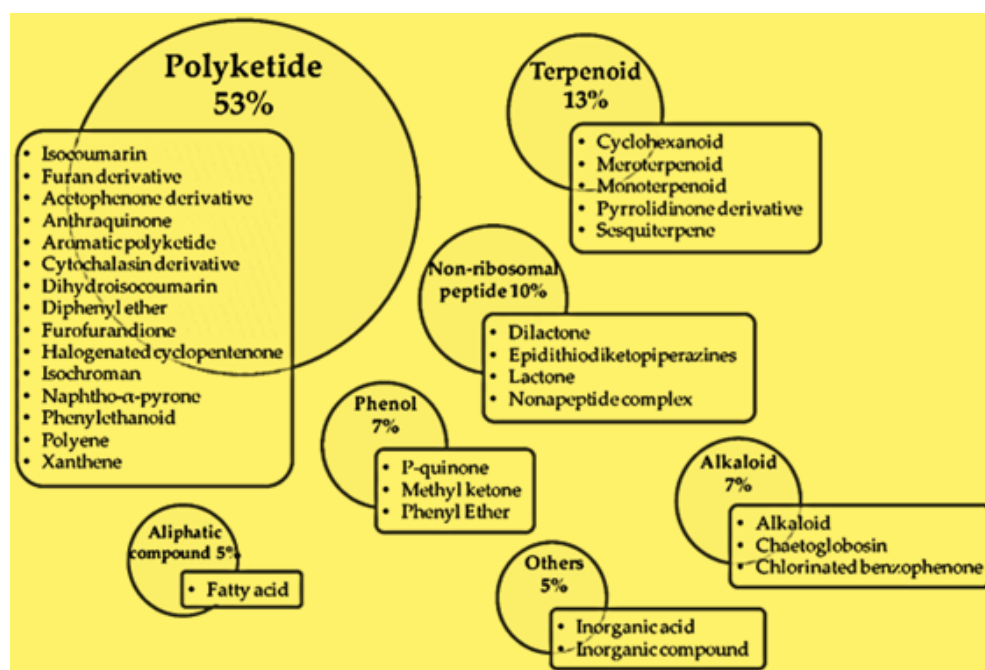 Polyketide
53%
• Isocoumarin
• Furan derivative
• Acetophenone derivative
• Anthraquinone
• Aromatic polyketide
• Cytochalasin derivative
• Dihydroisocoumarin
• Diphenyl ether
• Furofurandione
• Halogenated cyclopentenone
• Isochroman
• Naphtho-α-pyrone
• Phenylethanoid
• Polyene
• Xanthene
Terpenoid
13%
• Cyclohexanoid
• Meroterpenoid
• Monoterpenoid
• Pyrrolidinone derivative
• Sesquiterpene
Non-ribosomal
peptide 10%
• Dilactone
• Epidithiodiketopiperazines
• Lactone
• Nonapeptide complex
Phenol
7%
• P-quinone
• Methyl ketone
• Phenyl Ether
Alkaloid
7%
• Alkaloid
• Chaetoglobosin
• Chlorinated benzophenone
Aliphatic
compound 5%
• Fatty acid
Others
5%
• Inorganic acid
• Inorganic compound